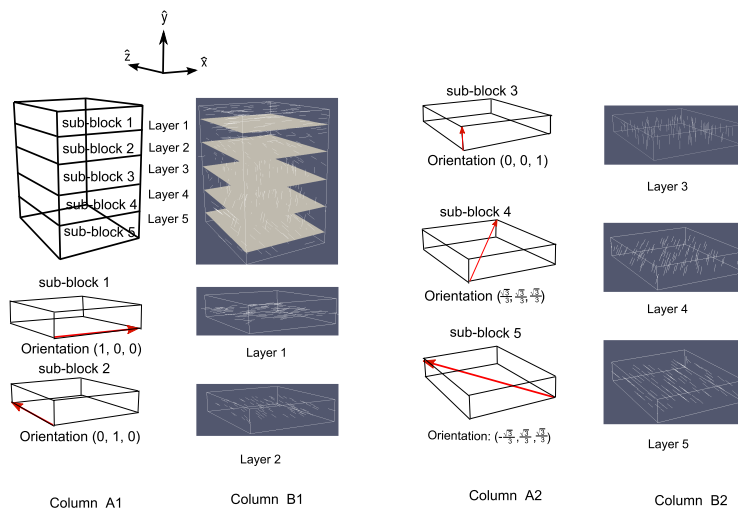 ŷ
ẑ
x̂
sub-block 1
sub-block 2
sub-block 3
sub-block 4
sub-block 5
Layer 1
Layer 2
Layer 3
Layer 4
Layer 5
sub-block 1
Orientation (1, 0, 0)
Layer 1
sub-block 2
Orientation (0, 1, 0)
Layer 2
Column A1
Column B1
sub-block 3
Orientation (0, 0, 1)
Layer 3
sub-block 4
Orientation (√3/3, √3/3, √3/3)
Layer 4
sub-block 5
Orientation: (-√3/3, √3/3, √3/3)
Layer 5
Column A2
Column B2